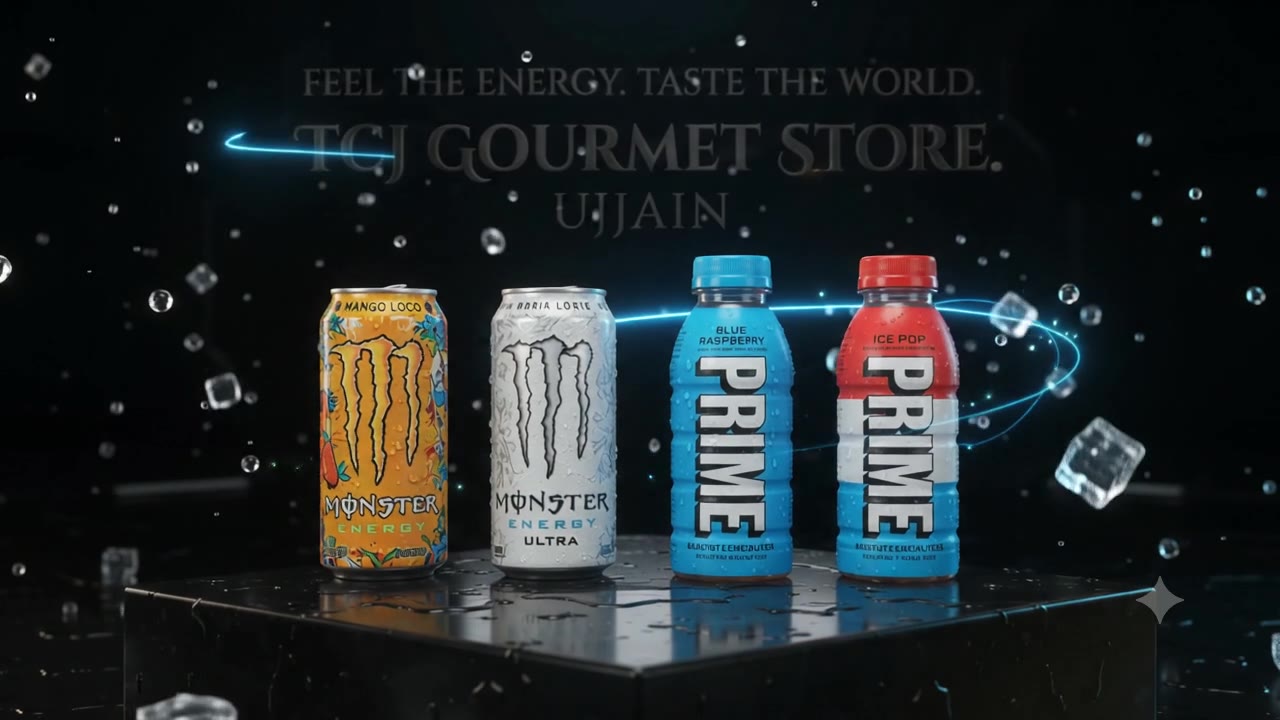 FEEL THE ENERGY. TASTE THE WORLD.
TCJ GOURMET STORE.
UJJAIN
MANGO LOCO
MONSTER
ENERGY
MONSTER
ENERGY
ULTRA
BLUE
RASPBERRY
PRIME
ICE POP
PRIME